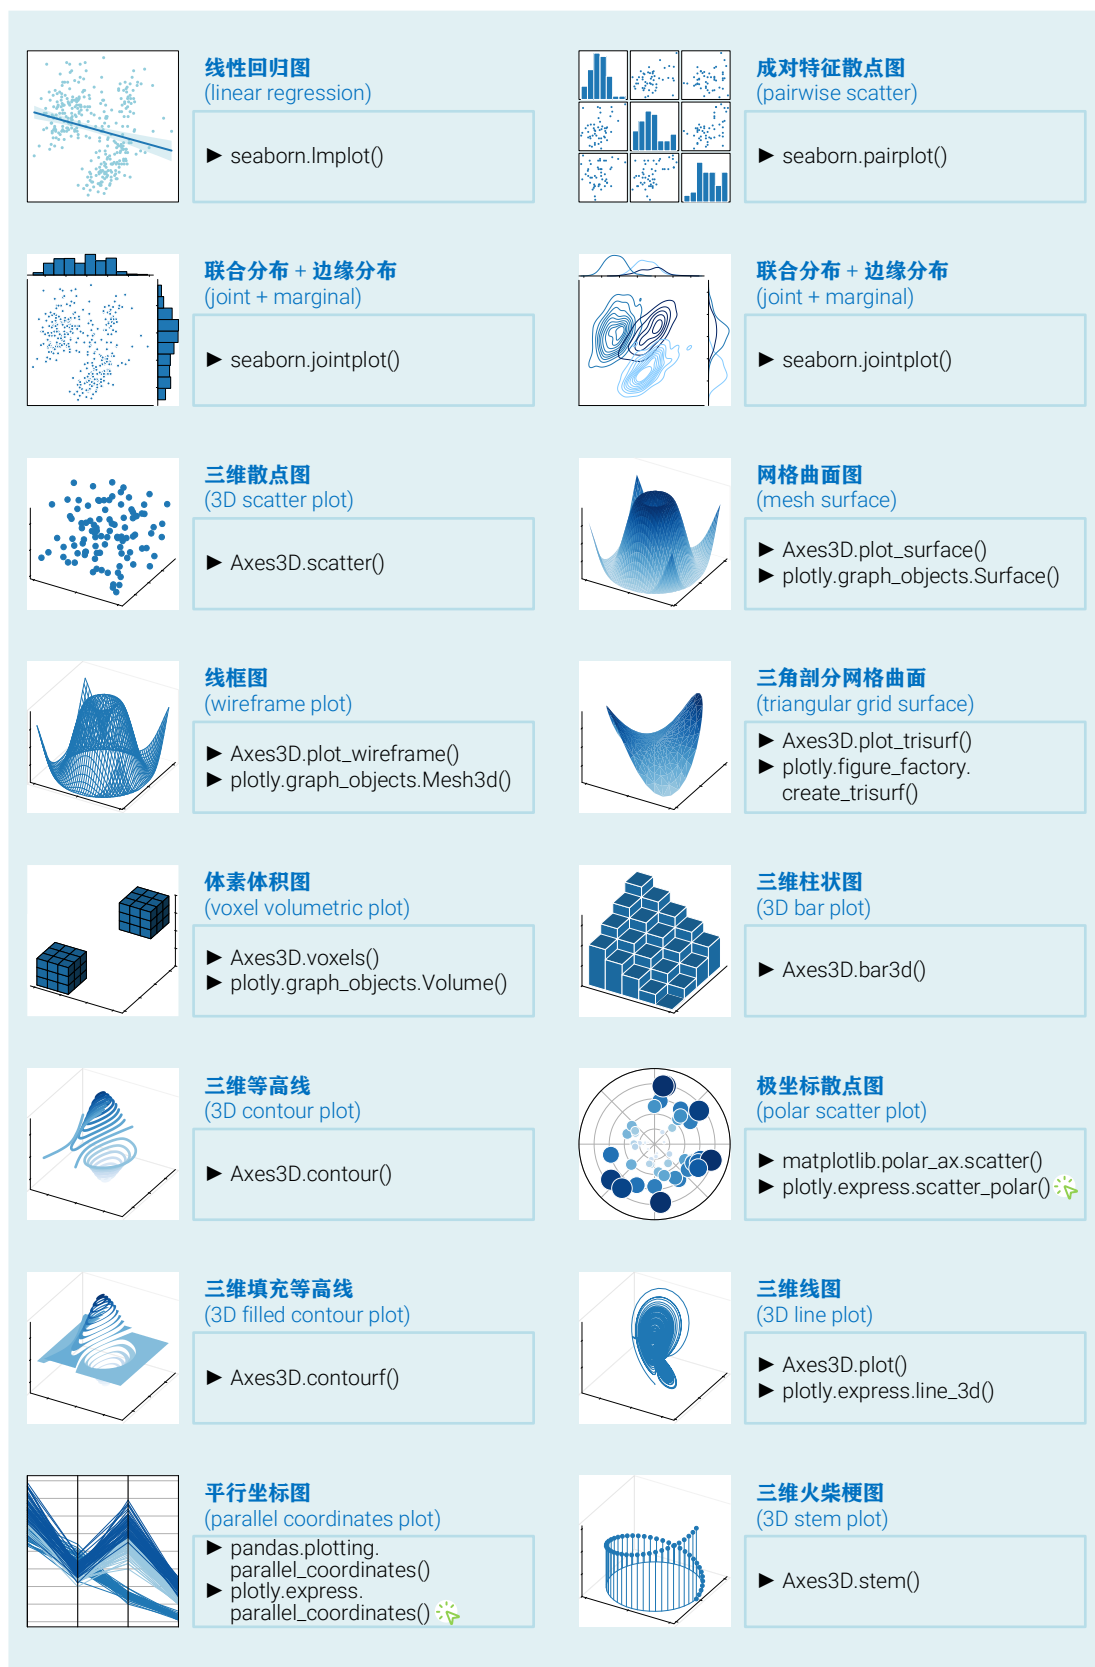 线性回归图
(linear regression)
► seaborn.lmplot()
成对特征散点图
(pairwise scatter)
► seaborn.pairplot()
联合分布 + 边缘分布
(joint + marginal)
► seaborn.jointplot()
联合分布 + 边缘分布
(joint + marginal)
► seaborn.jointplot()
三维散点图
(3D scatter plot)
► Axes3D.scatter()
网格曲面图
(mesh surface)
► Axes3D.plot_surface()
► plotly.graph_objects.Surface()
线框图
(wireframe plot)
► Axes3D.plot_wireframe()
► plotly.graph_objects.Mesh3d()
三角剖分网格曲面
(triangular grid surface)
► Axes3D.plot_trisurf()
► plotly.figure_factory.
create_trisurf()
体素体积图
(voxel volumetric plot)
► Axes3D.voxels()
► plotly.graph_objects.Volume()
三维柱状图
(3D bar plot)
► Axes3D.bar3d()
三维等高线
(3D contour plot)
► Axes3D.contour()
极坐标散点图
(polar scatter plot)
► matplotlib.polar_ax.scatter()
► plotly.express.scatter_polar()
三维填充等高线
(3D filled contour plot)
► Axes3D.contourf()
三维线图
(3D line plot)
► Axes3D.plot()
► plotly.express.line_3d()
平行坐标图
(parallel coordinates plot)
► pandas.plotting.
parallel_coordinates()
► plotly.express.
parallel_coordinates()
三维火柴梗图
(3D stem plot)
► Axes3D.stem()